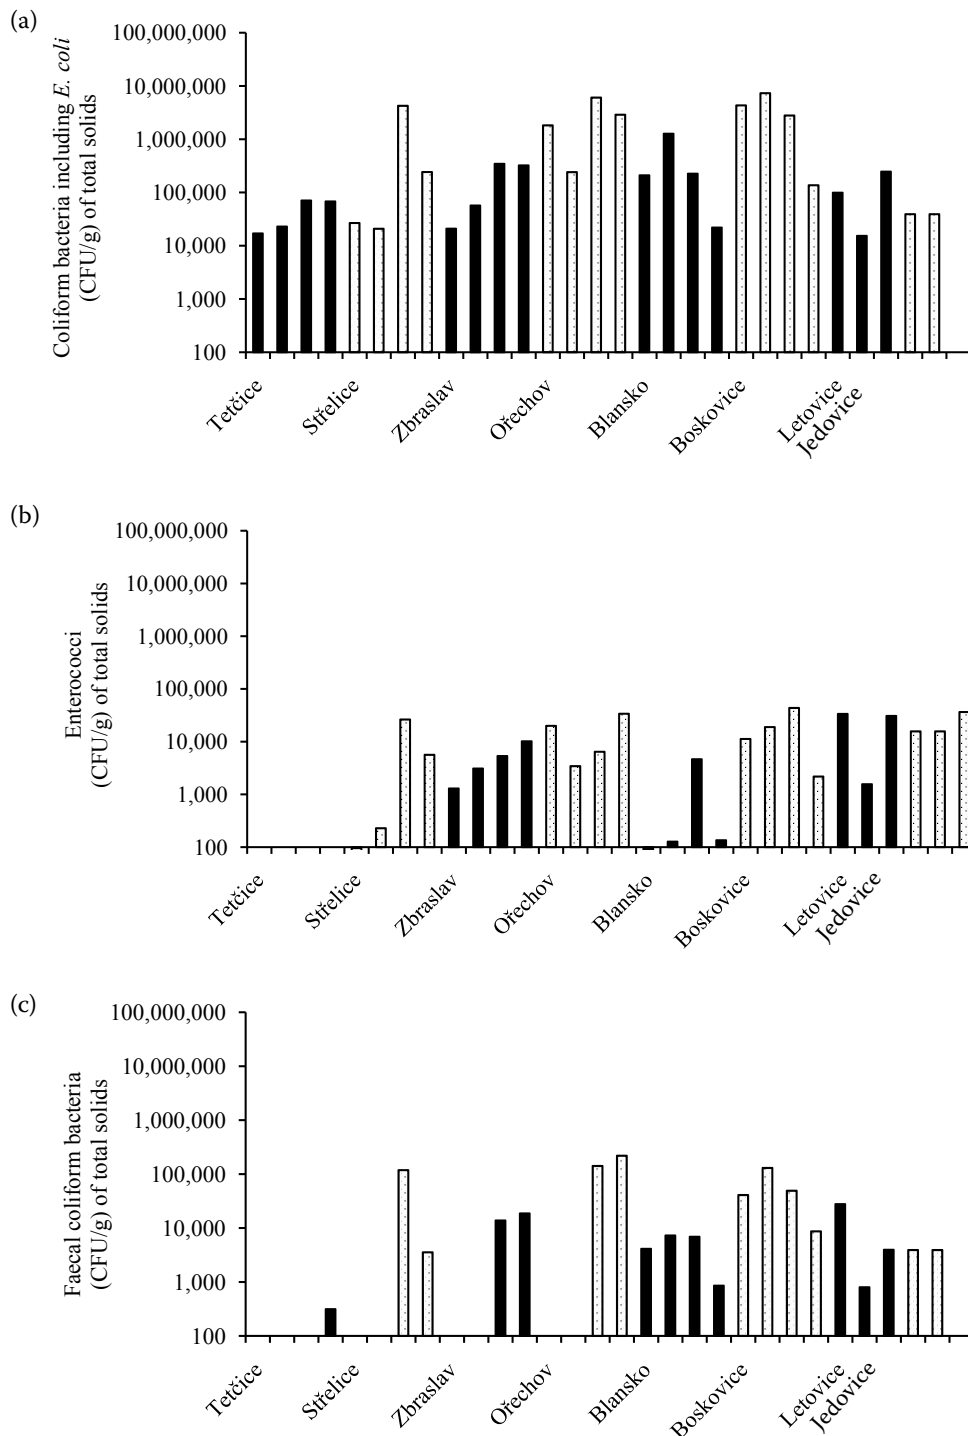 (a)
Coliform bacteria including E. coli
(CFU/g) of total solids
100,000,000
10,000,000
1,000,000
100,000
10,000
1,000
100
Tetčice
Střelice
Zbraslav
Ořechov
Blansko
Boskovice
Letovice
Jedovice
(b)
Enterococci
(CFU/g) of total solids
100,000,000
10,000,000
1,000,000
100,000
10,000
1,000
100
Tetčice
Střelice
Zbraslav
Ořechov
Blansko
Boskovice
Letovice
Jedovice
(c)
Faecal coliform bacteria
(CFU/g) of total solids
100,000,000
10,000,000
1,000,000
100,000
10,000
1,000
100
Tetčice
Střelice
Zbraslav
Ořechov
Blansko
Boskovice
Letovice
Jedovice